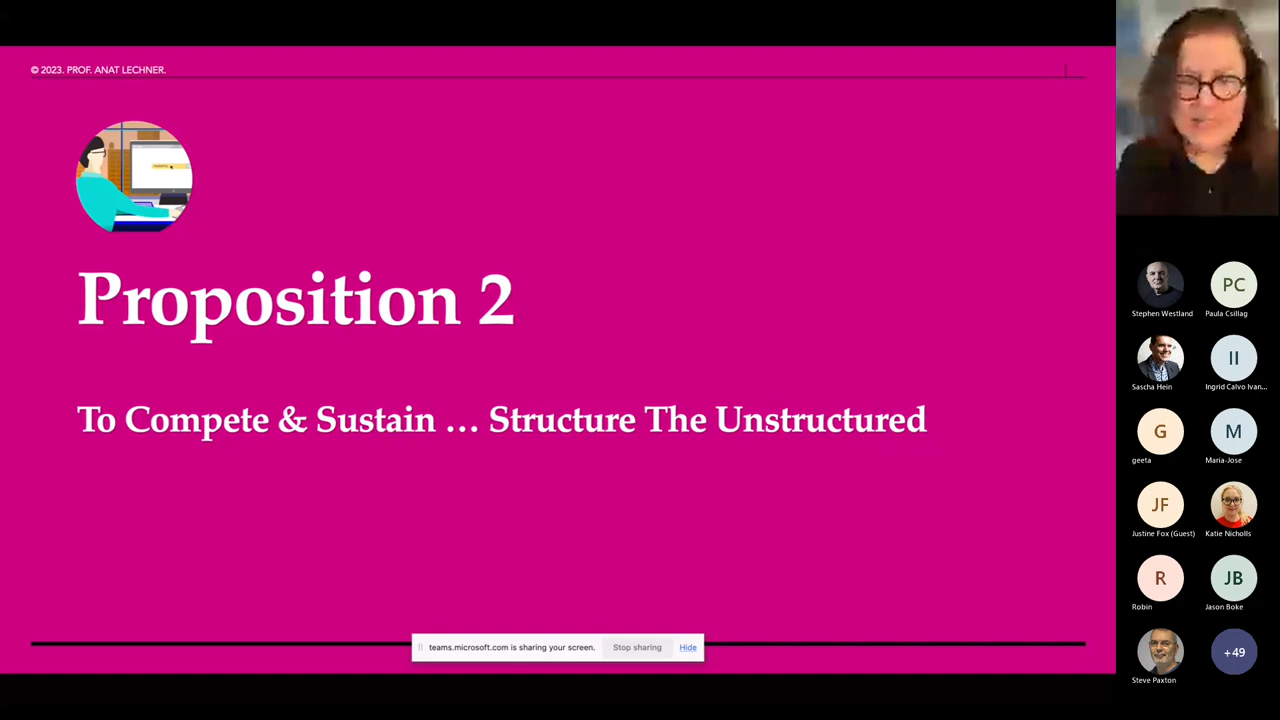 © 2023. PROF. ANAT LECHNER.
Proposition 2
To Compete & Sustain … Structure The Unstructured
teams.microsoft.com is sharing your screen. Stop sharing Hide
PC
Stephen Westland Paula Csillag
II
Sascha Hein Ingrid Calvo Ivan...
G M
geeta Maria-Jose
JF
Justine Fox (Guest) Katie Nicholls
R JB
Robin Jason Boke
+49
Steve Paxton